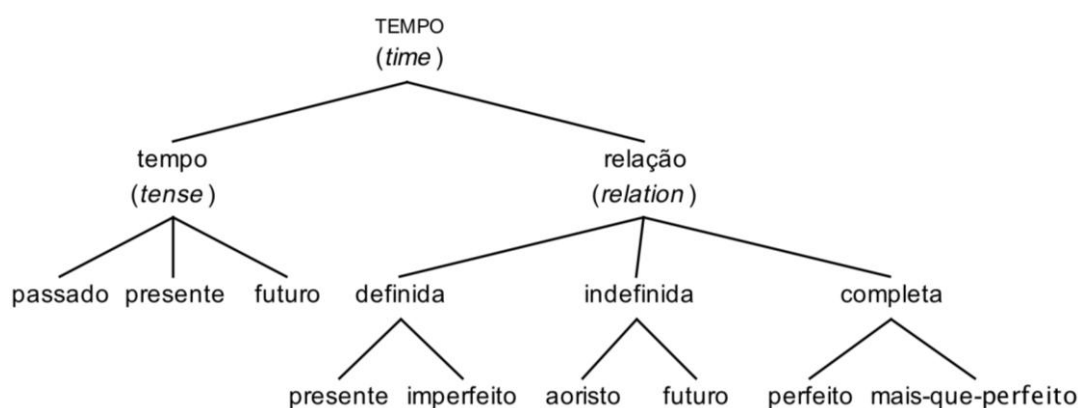 TEMPO
(time)
tempo
relação
(tense)
(relation)
passado presente futuro definida indefinida completa
presente imperfeito aoristo futuro perfeito mais-que-perfeito